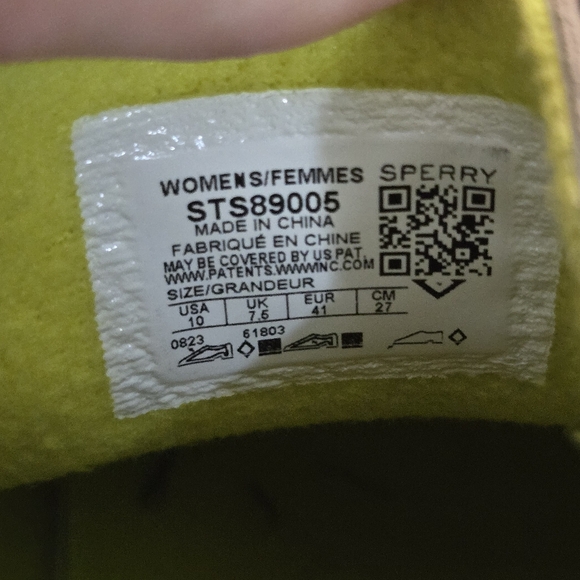 WOMENS/FEMMES SPERRY
STS89005
MADE IN CHINA
FABRIQUÉ EN CHINE
MAY BE COVERED BY US PAT.
WWW.PATENTS.WWWINC.COM
SIZE/GRANDEUR
USA UK EUR CM
10 7.5 41 27
0823 61803